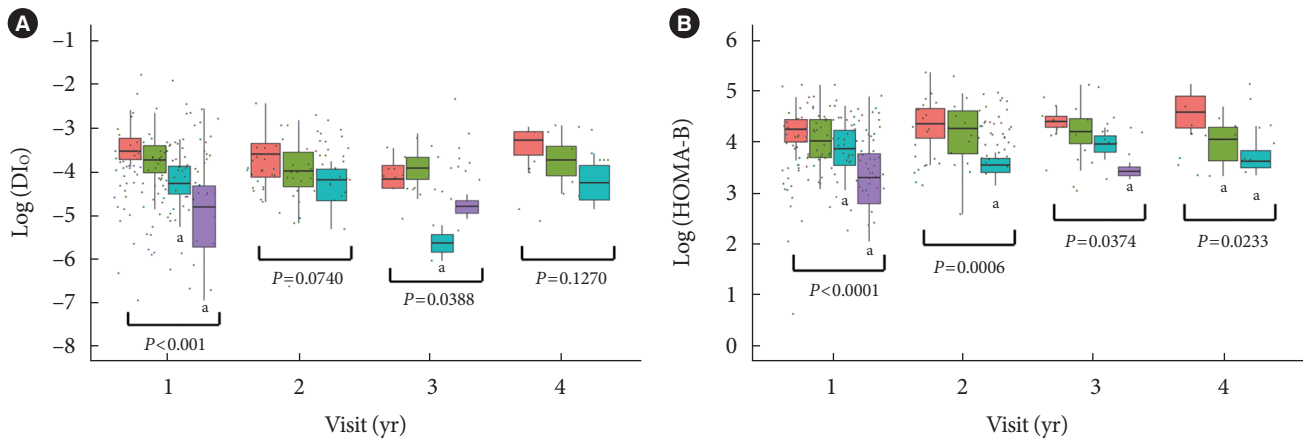 A
Log (DIO)
–1
–2
–3
–4
–5
–6
–7
–8
a
a
a
P<0.001
P=0.0740
P=0.0388
P=0.1270
1 2 3 4
Visit (yr)
B
Log (HOMA-B)
6
5
4
3
2
1
0
a
a
a
a
a
a
P<0.0001
P=0.0006
P=0.0374
P=0.0233
1 2 3 4
Visit (yr)